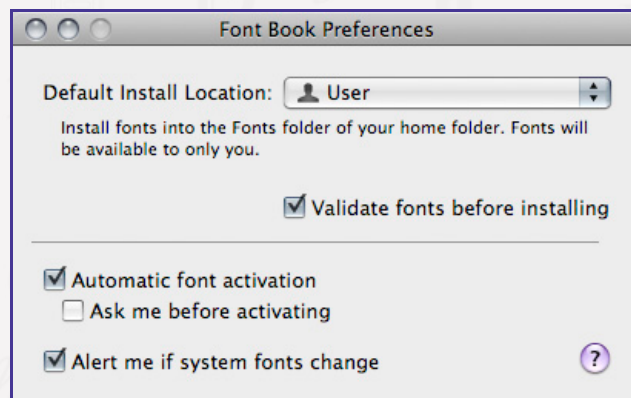 Font Book Preferences
Default Install Location: User
Install fonts into the Fonts folder of your home folder. Fonts will
be available to only you.
Validate fonts before installing
Automatic font activation
Ask me before activating
Alert me if system fonts change ?